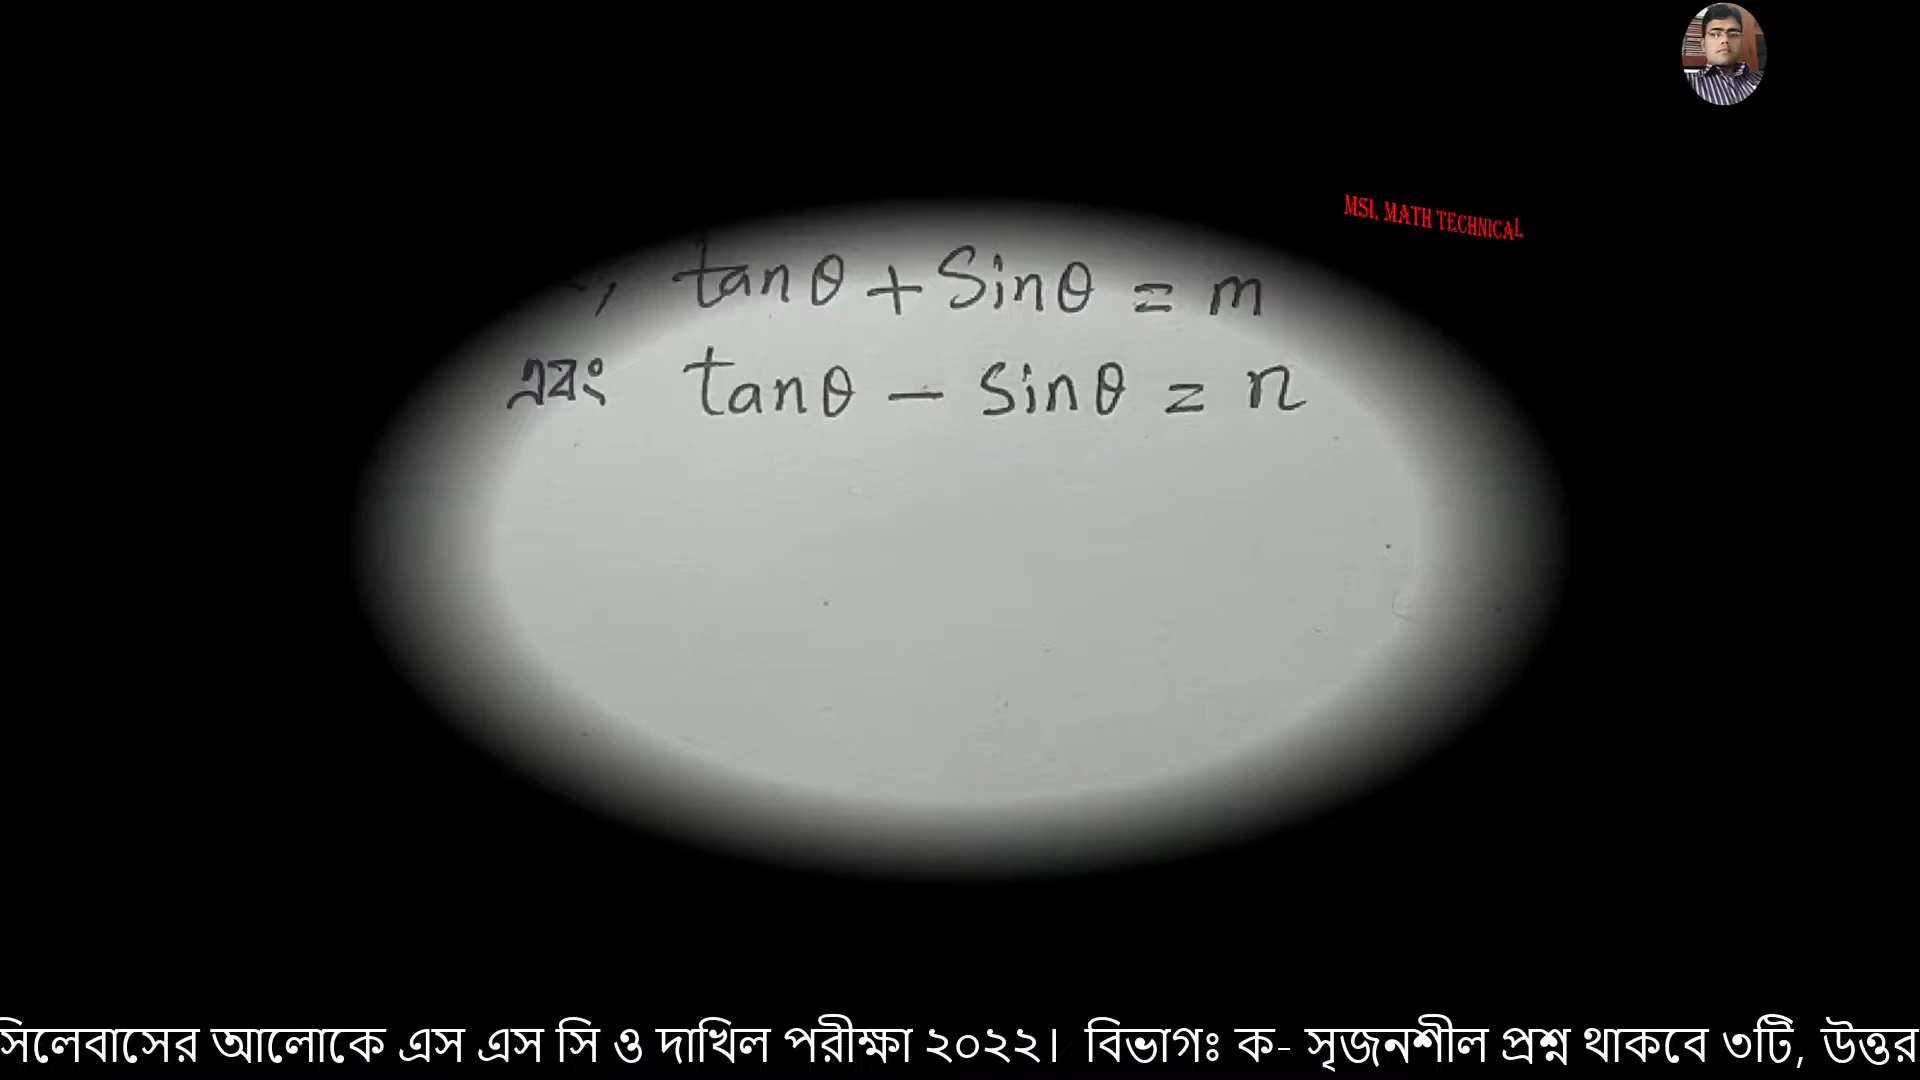 MSI, MATH TECHNICAL
, tanθ + Sinθ = m
এবং tanθ - sinθ = n
সিলেবাসের আলোকে এস এস সি ও দাখিল পরীক্ষা ২০২২। বিভাগঃ ক- সৃজনশীল প্রশ্ন থাকবে ৩টি, উত্তর